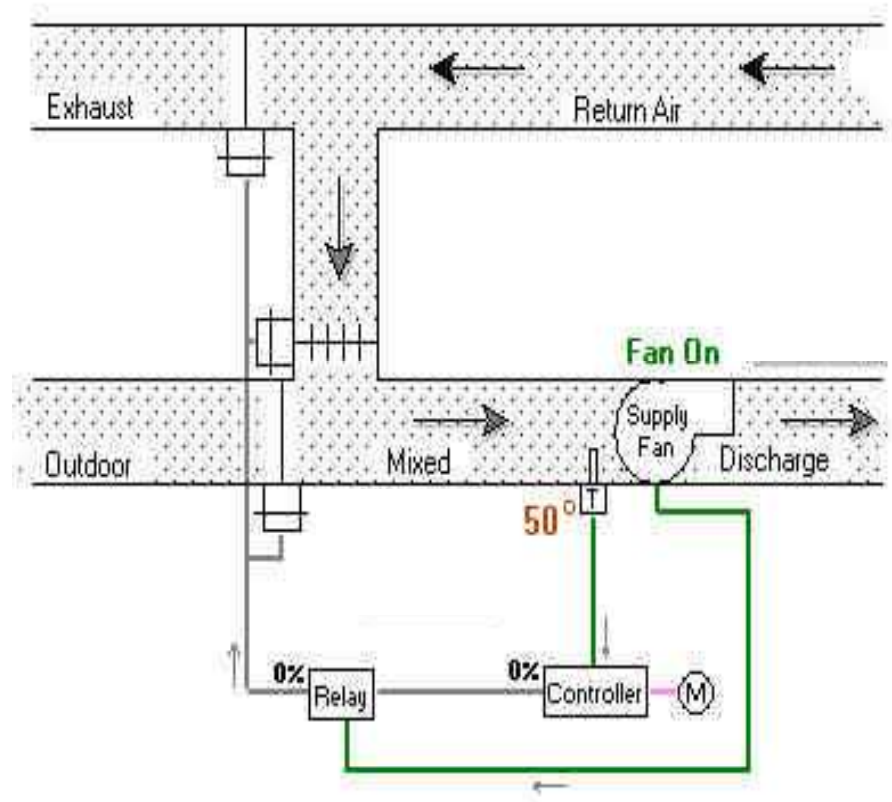 Exhaust
Return Air
Fan On
Supply
Fan
Outdoor
Mixed
Discharge
T
50°
0%
0%
Relay
Controller
M